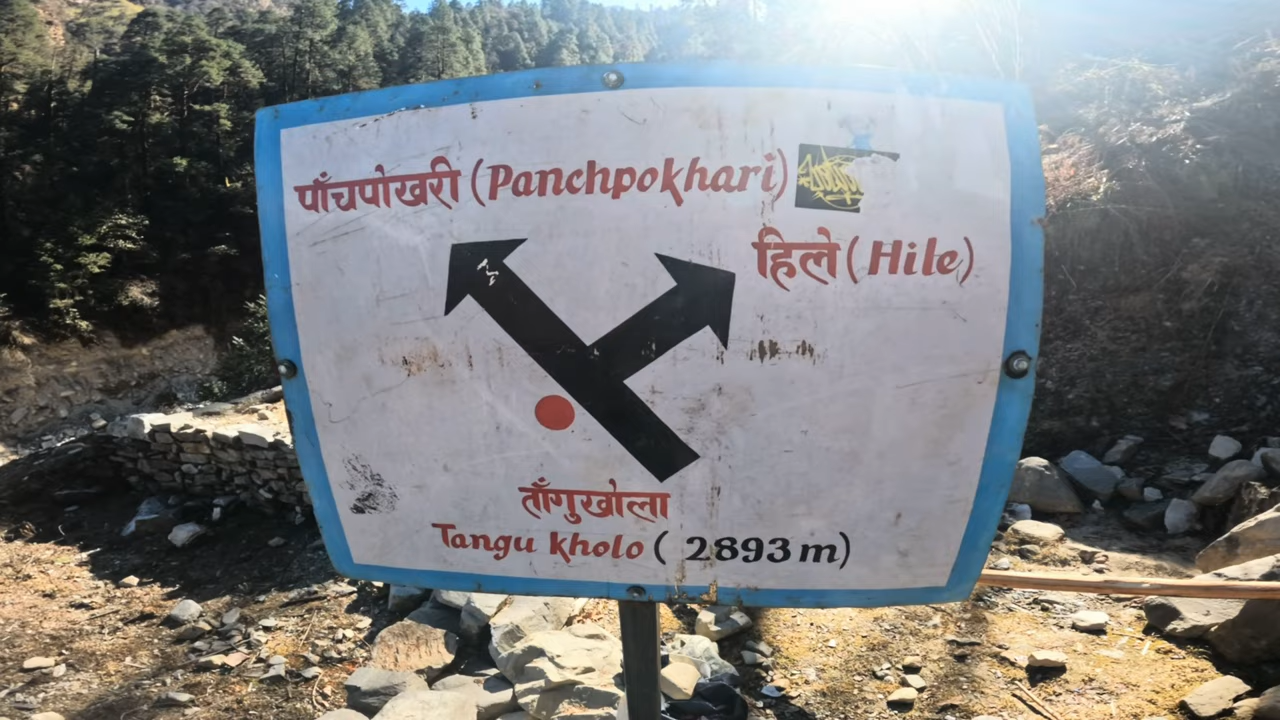 पाँचपोखरी (Panchpokhari)
हिले (Hile)
ताँगुखोला
Tangu kholo ( 2893 m)